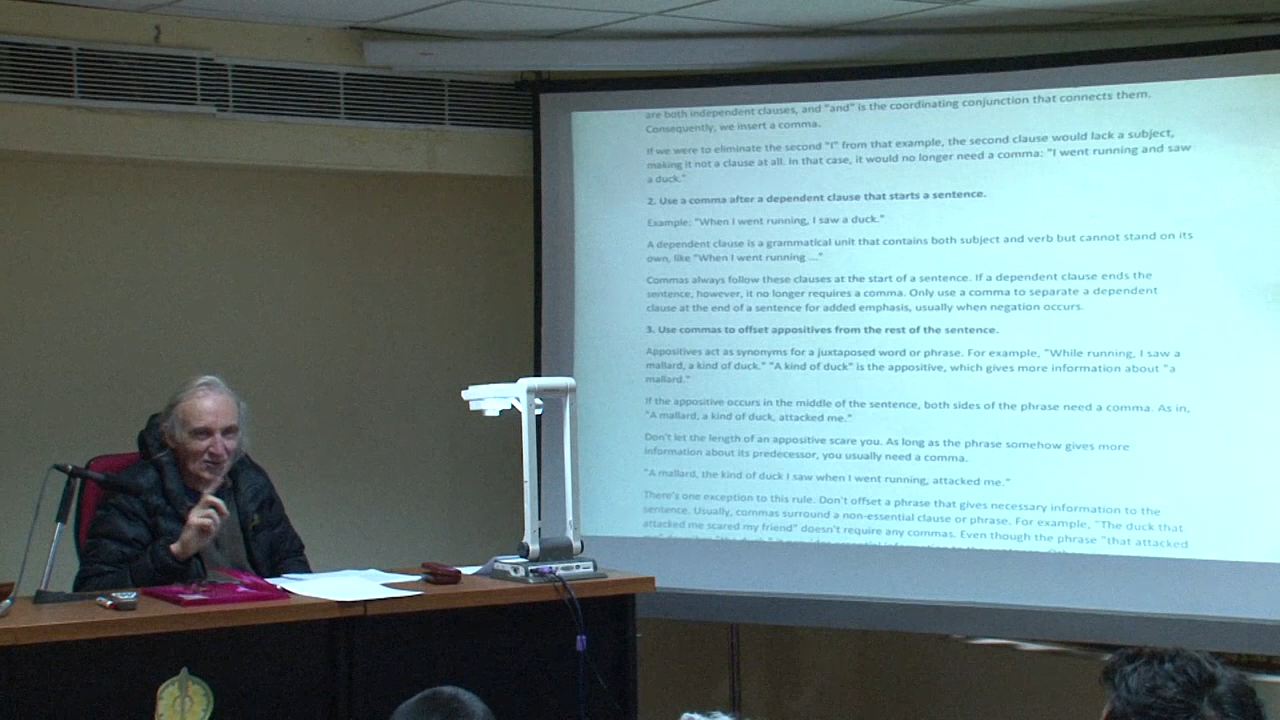 are both independent clauses, and "and" is the coordinating conjunction that connects them.
Consequently, we insert a comma.
If we were to eliminate the second "I" from that example, the second clause would lack a subject,
making it not a clause at all. In that case, it would no longer need a comma: "I went running and saw
a duck."
2. Use a comma after a dependent clause that starts a sentence.
Example: "When I went running, I saw a duck."
A dependent clause is a grammatical unit that contains both subject and verb but cannot stand on its
own, like "When I went running ..."
Commas always follow these clauses at the start of a sentence. If a dependent clause ends the
sentence, however, it no longer requires a comma. Only use a comma to separate a dependent
clause at the end of a sentence for added emphasis, usually when negation occurs.
3. Use commas to offset appositives from the rest of the sentence.
Appositives act as synonyms for a juxtaposed word or phrase. For example, "While running, I saw a
mallard, a kind of duck." "A kind of duck" is the appositive, which gives more information about "a
mallard."
If the appositive occurs in the middle of the sentence, both sides of the phrase need a comma. As in,
"A mallard, a kind of duck, attacked me."
Don't let the length of an appositive scare you. As long as the phrase somehow gives more
information about its predecessor, you usually need a comma.
"A mallard, the kind of duck I saw when I went running, attacked me."
There's one exception to this rule. Don't offset a phrase that gives necessary information to the
sentence. Usually, commas surround a non-essential clause or phrase. For example, "The duck that
attacked me scared my friend" doesn't require any commas. Even though the phrase "that attacked